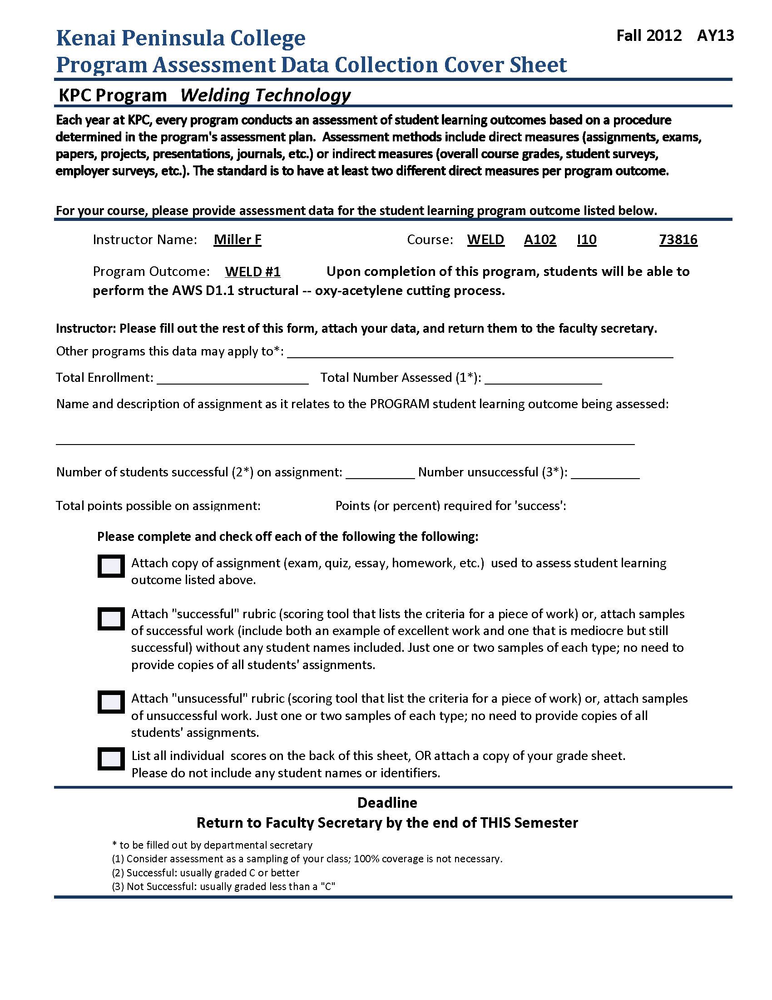 Kenai Peninsula College
Fall 2012 AY13
Program Assessment Data Collection Cover Sheet
KPC Program Welding Technology
Each year at KPC, every program conducts an assessment of student learning outcomes based on a procedure
determined in the program's assessment plan. Assessment methods include direct measures (assignments, exams,
papers, projects, presentations, journals, etc.) or indirect measures (overall course grades, student surveys,
employer surveys, etc.). The standard is to have at least two different direct measures per program outcome.
For your course, please provide assessment data for the student learning program outcome listed below.
Instructor Name: Miller F Course: WELD A102 I10 73816
Program Outcome: WELD #1 Upon completion of this program, students will be able to
perform the AWS D1.1 structural -- oxy-acetylene cutting process.
Instructor: Please fill out the rest of this form, attach your data, and return them to the faculty secretary.
Other programs this data may apply to*:
Total Enrollment: Total Number Assessed (1*):
Name and description of assignment as it relates to the PROGRAM student learning outcome being assessed:
Number of students successful (2*) on assignment: Number unsuccessful (3*):
Total points possible on assignment: Points (or percent) required for 'success':
Please complete and check off each of the following the following:
Attach copy of assignment (exam, quiz, essay, homework, etc.) used to assess student learning
outcome listed above.
Attach "successful" rubric (scoring tool that lists the criteria for a piece of work) or, attach samples
of successful work (include both an example of excellent work and one that is mediocre but still
successful) without any student names included. Just one or two samples of each type; no need to
provide copies of all students' assignments.
Attach "unsucessful" rubric (scoring tool that list the criteria for a piece of work) or, attach samples
of unsuccessful work. Just one or two samples of each type; no need to provide copies of all
students' assignments.
List all individual scores on the back of this sheet, OR attach a copy of your grade sheet.
Please do not include any student names or identifiers.
Deadline
Return to Faculty Secretary by the end of THIS Semester
* to be filled out by departmental secretary
(1) Consider assessment as a sampling of your class; 100% coverage is not necessary.
(2) Successful: usually graded C or better
(3) Not Successful: usually graded less than a "C"